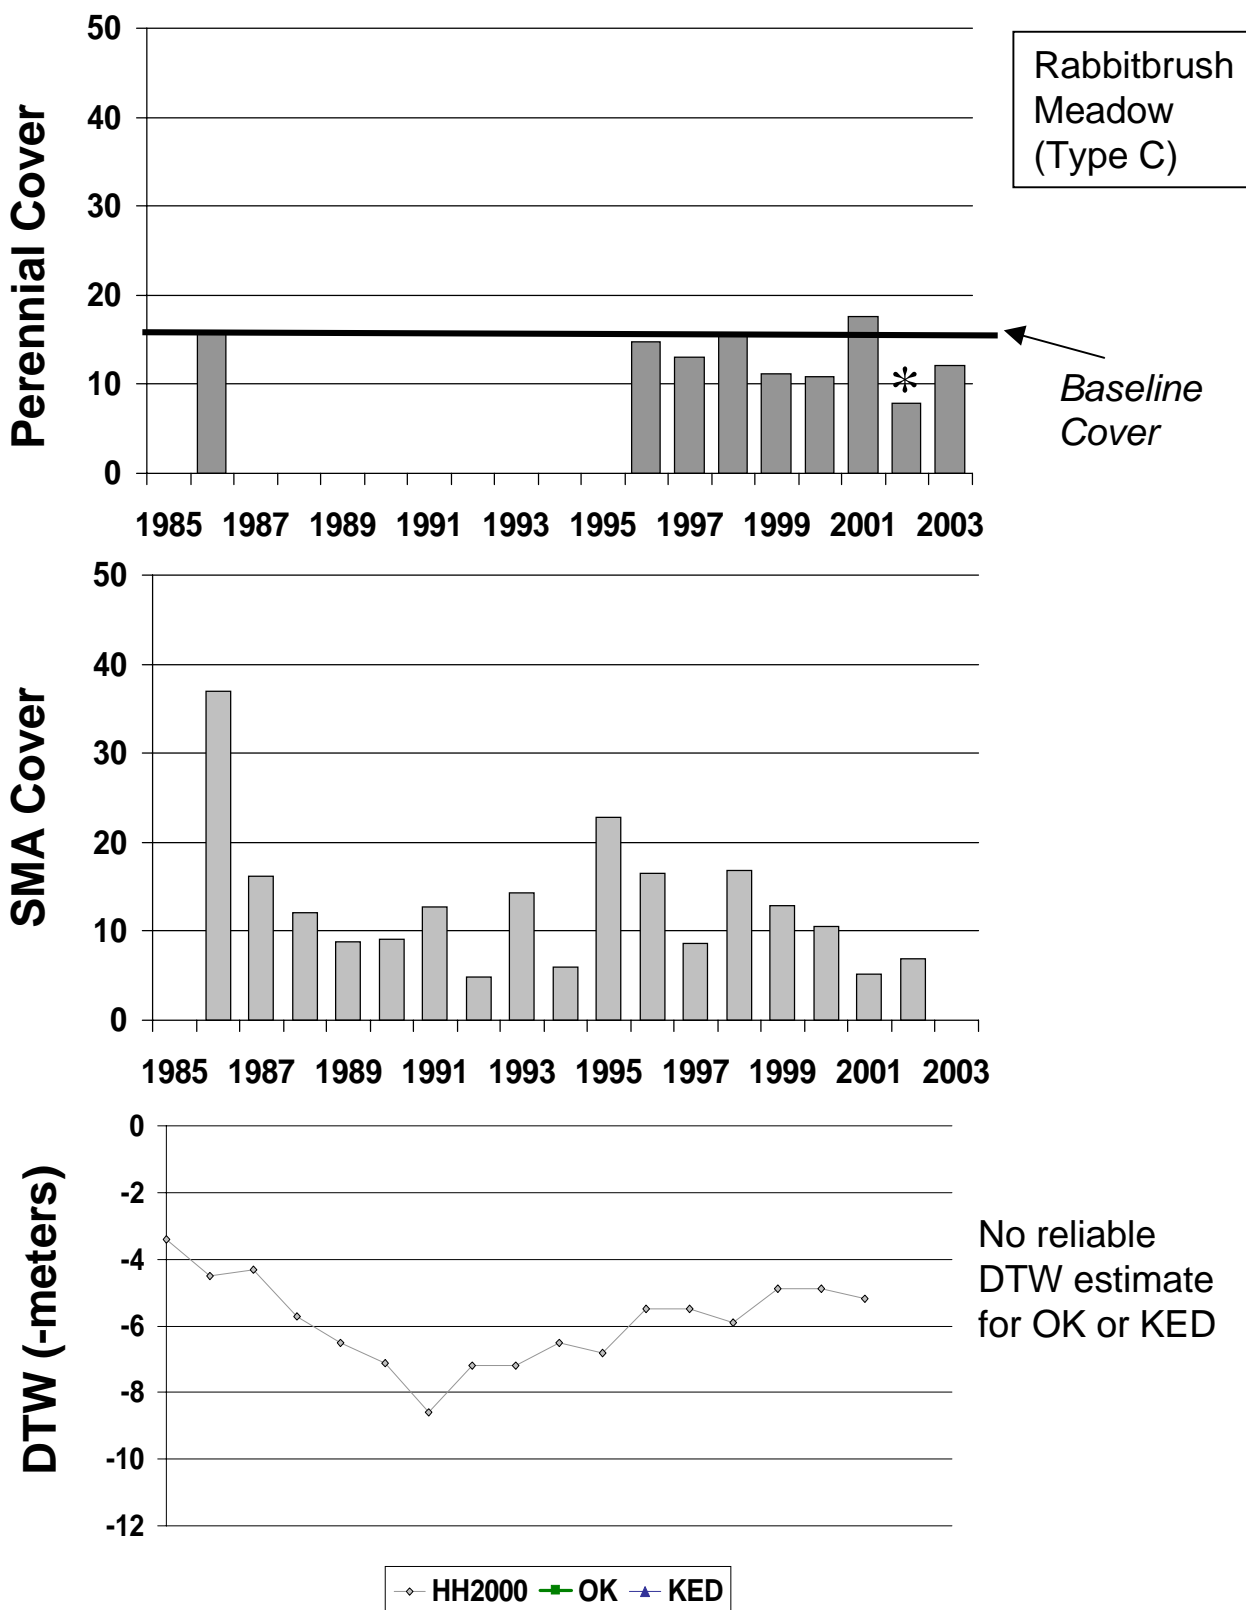 50
40
30
20
10
0
Perennial Cover
1985 1987 1989 1991 1993 1995 1997 1999 2001 2003
*
Rabbitbrush
Meadow
(Type C)
Baseline
Cover
50
40
30
20
10
0
SMA Cover
1985 1987 1989 1991 1993 1995 1997 1999 2001 2003
0
-2
-4
-6
-8
-10
-12
DTW (-meters)
No reliable
DTW estimate
for OK or KED
HH2000 OK KED